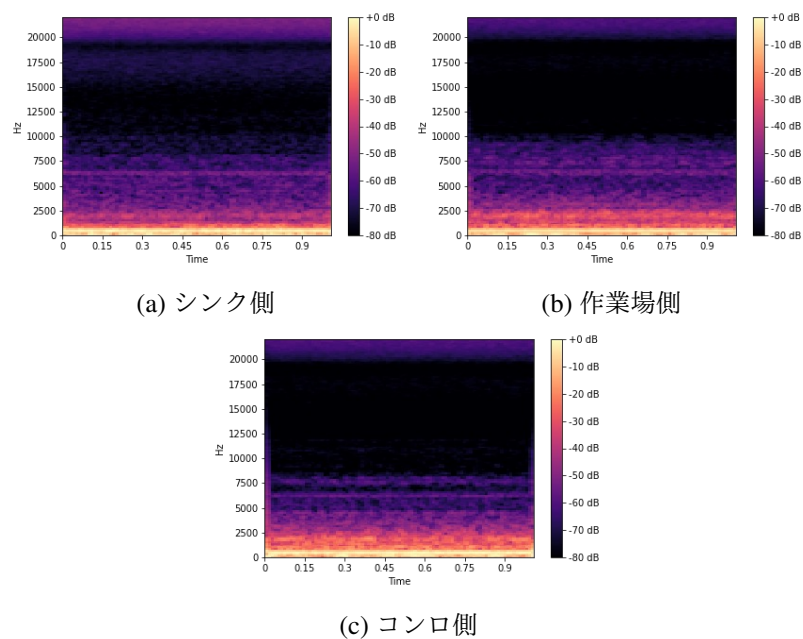 20000
17500
15000
12500
10000
7500
5000
2500
0
Hz
0 0.15 0.3 0.45 0.6 0.75 0.9
Time
+0 dB
-10 dB
-20 dB
-30 dB
-40 dB
-50 dB
-60 dB
-70 dB
-80 dB
(a) シンク側
20000
17500
15000
12500
10000
7500
5000
2500
0
Hz
0 0.15 0.3 0.45 0.6 0.75 0.9
Time
+0 dB
-10 dB
-20 dB
-30 dB
-40 dB
-50 dB
-60 dB
-70 dB
-80 dB
(b) 作業場側
20000
17500
15000
12500
10000
7500
5000
2500
0
Hz
0 0.15 0.3 0.45 0.6 0.75 0.9
Time
+0 dB
-10 dB
-20 dB
-30 dB
-40 dB
-50 dB
-60 dB
-70 dB
-80 dB
(c) コンロ側